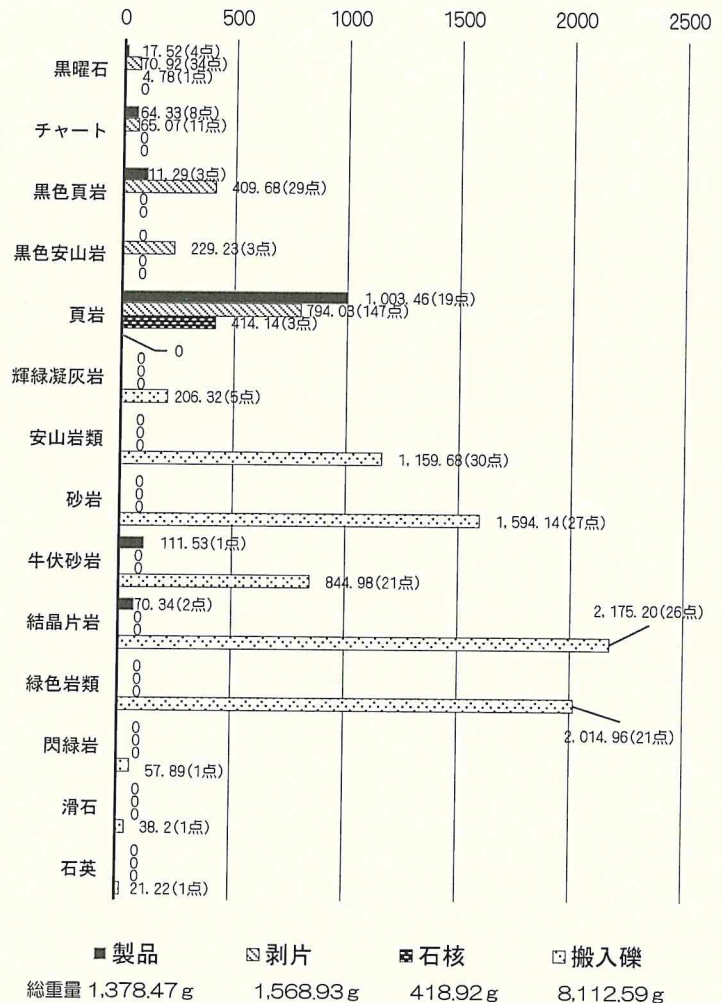 0 500 1000 1500 2000 2500
黒曜石
17.52(4点)
70.92(34点)
4.78(1点)
0
チャート
64.33(8点)
65.07(11点)
0
0
黒色頁岩
11.29(3点)
409.68(29点)
0
0
黒色安山岩
0
229.23(3点)
0
0
頁岩
1,003.46(19点)
794.03(147点)
414.14(3点)
0
輝緑凝灰岩
0
0
0
206.32(5点)
安山岩類
0
0
0
1,159.68(30点)
砂岩
0
0
0
1,594.14(27点)
牛伏砂岩
111.53(1点)
0
0
844.98(21点)
結晶片岩
70.34(2点)
0
0
2,175.20(26点)
緑色岩類
0
0
0
2,014.96(21点)
閃緑岩
0
0
0
57.89(1点)
滑石
0
0
0
38.2(1点)
石英
0
0
0
21.22(1点)
製品 剥片 石核 搬入礫
総重量 1,378.47g 1,568.93g 418.92g 8,112.59g